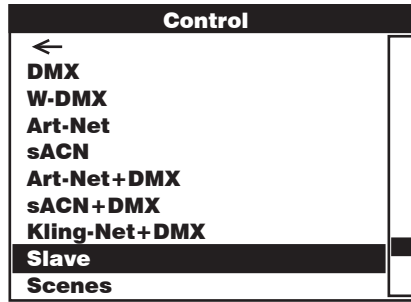 Control
←
DMX
W-DMX
Art-Net
sACN
Art-Net+DMX
sACN+DMX
Kling-Net+DMX
Slave
Scenes